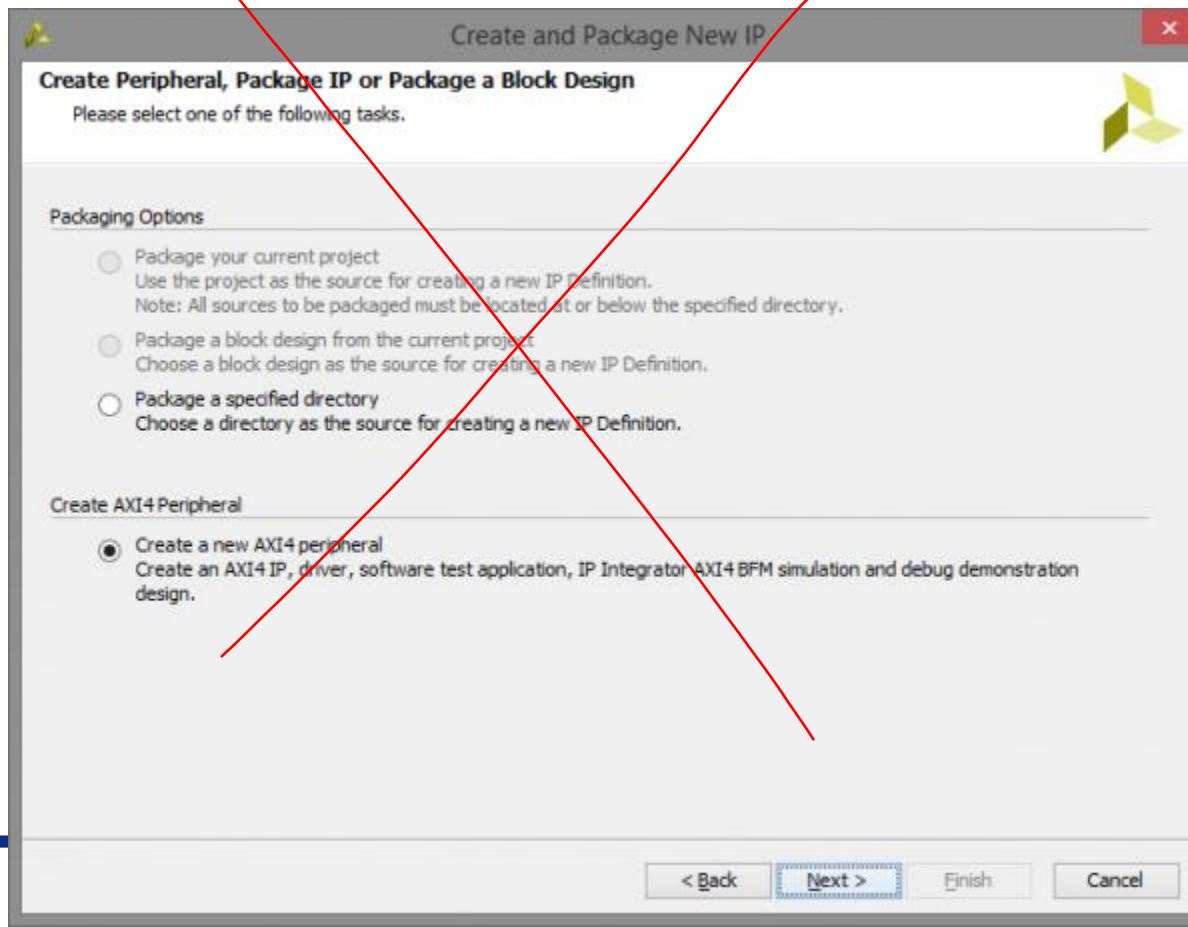 Create and Package New IP
Create Peripheral, Package IP or Package a Block Design
Please select one of the following tasks.
Packaging Options
Package your current project
Use the project as the source for creating a new IP Definition.
Note: All sources to be packaged must be located at or below the specified directory.
Package a block design from the current project
Choose a block design as the source for creating a new IP Definition.
Package a specified directory
Choose a directory as the source for creating a new IP Definition.
Create AXI4 Peripheral
Create a new AXI4 peripheral
Create an AXI4 IP, driver, software test application, IP Integrator AXI4 BFM simulation and debug demonstration
design.
< Back Next > Finish Cancel